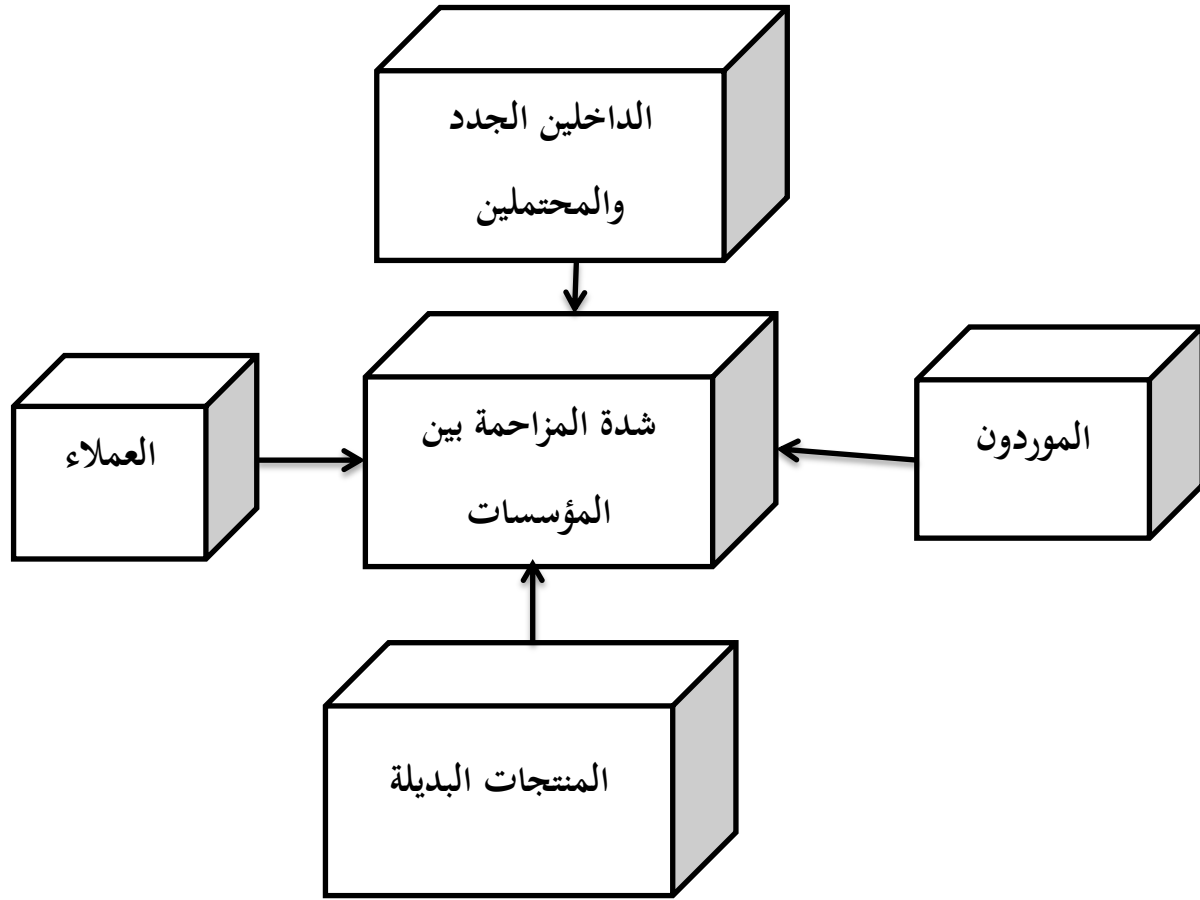 الداخلين الجدد
والمحتملين
الموردون
شدة المزاحمة بين
المؤسسات
العملاء
المنتجات البديلة